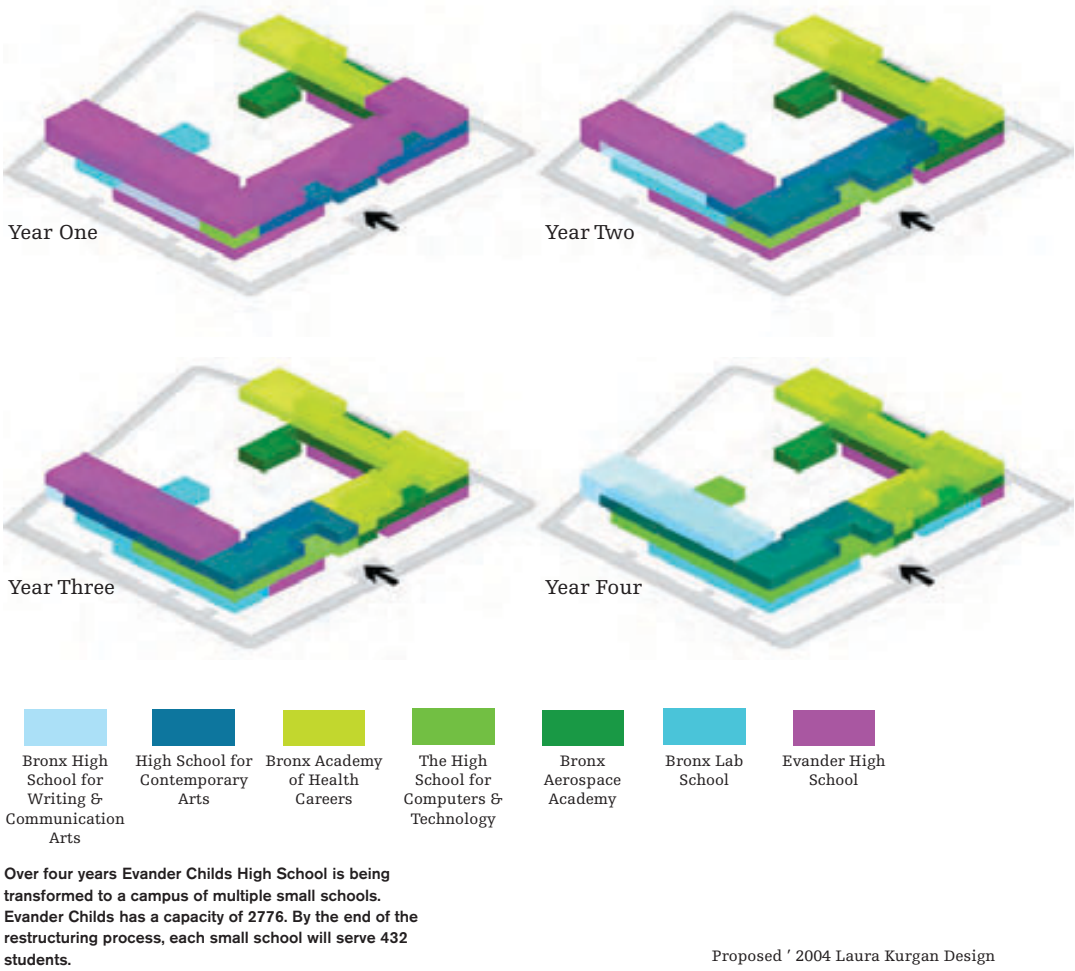 Year One
Year Two
Year Three
Year Four
Bronx High
School for
Writing &
Communication
Arts
High School for
Contemporary
Arts
Bronx Academy
of Health
Careers
The High
School for
Computers &
Technology
Bronx
Aerospace
Academy
Bronx Lab
School
Evander High
School
Over four years Evander Childs High School is being
transformed to a campus of multiple small schools.
Evander Childs has a capacity of 2776. By the end of the
restructuring process, each small school will serve 432
students.
Proposed ' 2004 Laura Kurgan Design